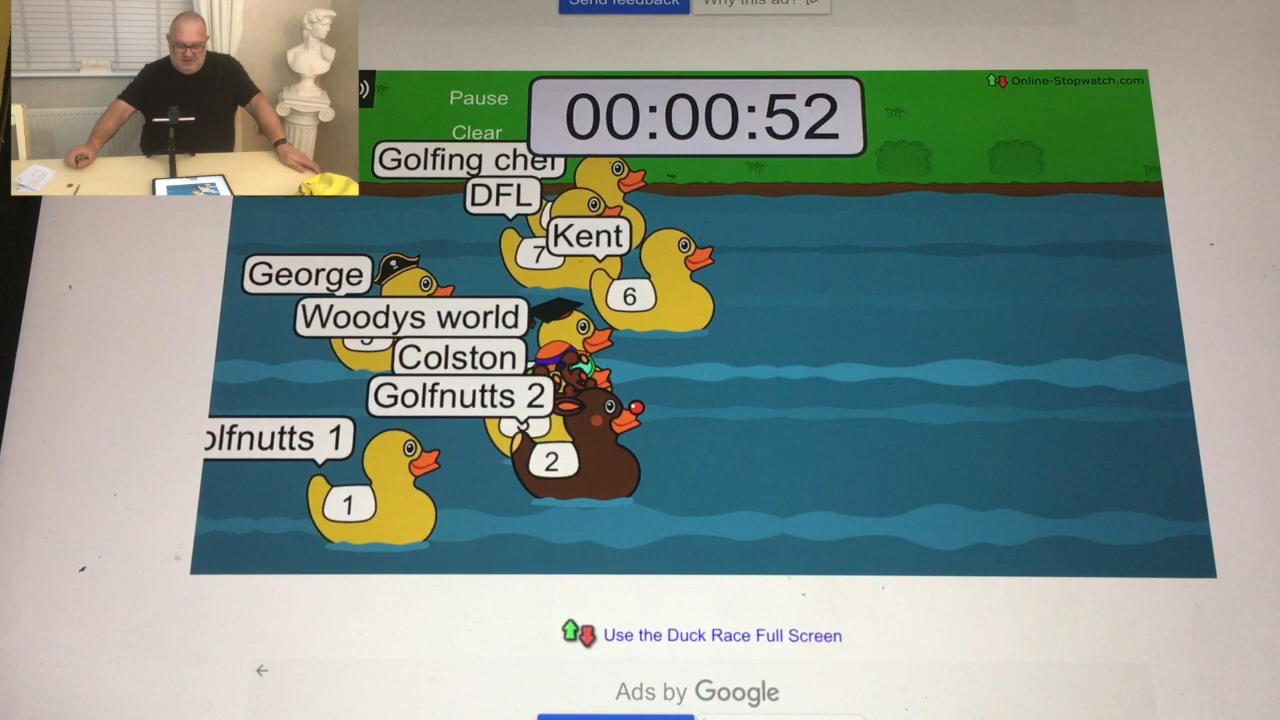 Send feedback
Why this ad?
Pause
Clear
00:00:52
Online-Stopwatch.com
Golfing chef
DFL
7
Kent
6
George
Woodys world
Colston
Golfnutts 2
2
olfnutts 1
1
Use the Duck Race Full Screen
Ads by Google